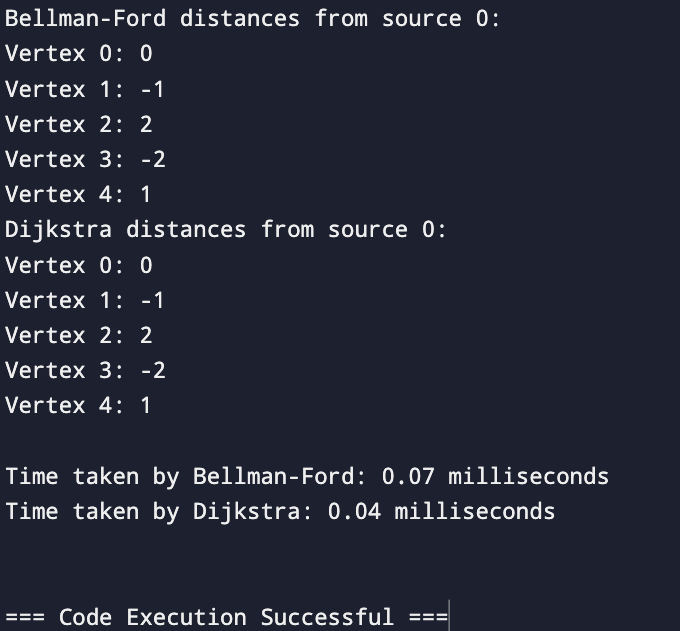 Bellman-Ford distances from source 0:
Vertex 0: 0
Vertex 1: -1
Vertex 2: 2
Vertex 3: -2
Vertex 4: 1
Dijkstra distances from source 0:
Vertex 0: 0
Vertex 1: -1
Vertex 2: 2
Vertex 3: -2
Vertex 4: 1
Time taken by Bellman-Ford: 0.07 milliseconds
Time taken by Dijkstra: 0.04 milliseconds
=== Code Execution Successful ===